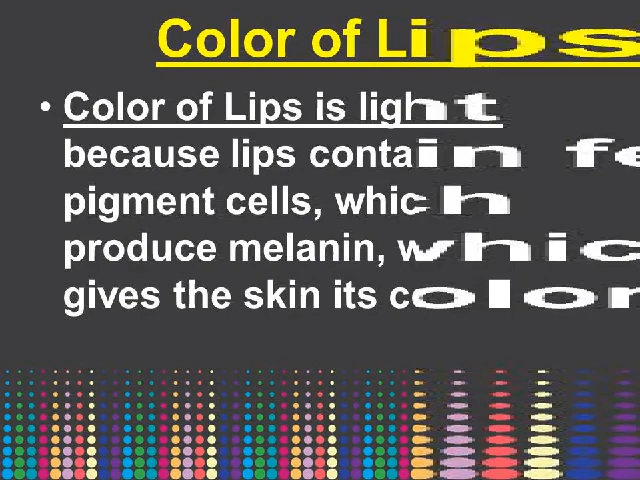 Color of Lips
• Color of Lips is light
because lips contain fe
pigment cells, which
produce melanin, which
gives the skin its color